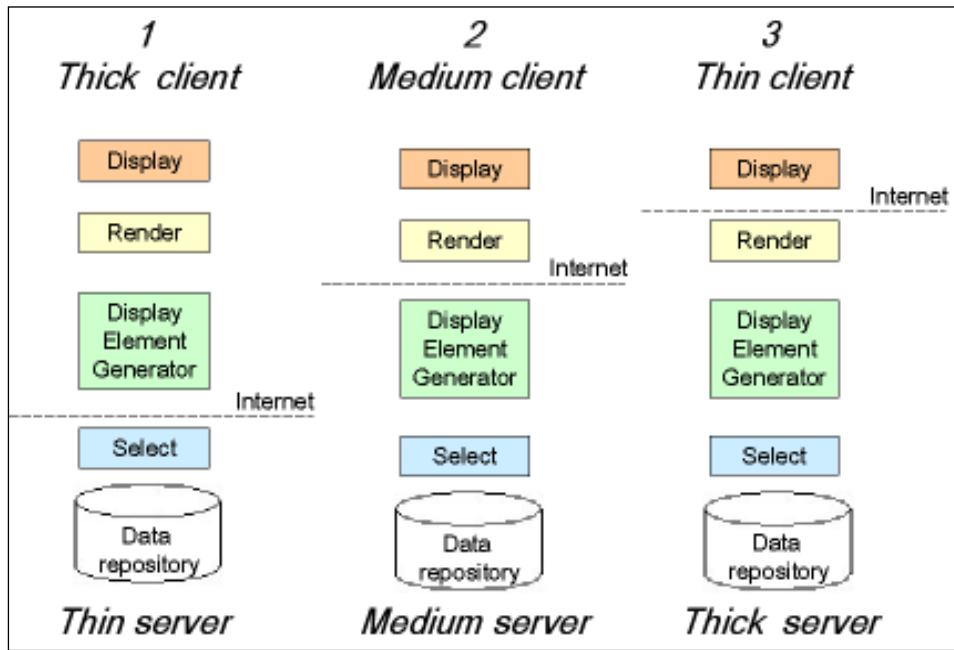 1
Thick client
Display
Render
Display
Element
Generator
Internet
Select
Data
repository
Thin server
2
Medium client
Display
Render
Internet
Display
Element
Generator
Select
Data
repository
Medium server
3
Thin client
Display
Internet
Render
Display
Element
Generator
Select
Data
repository
Thick server